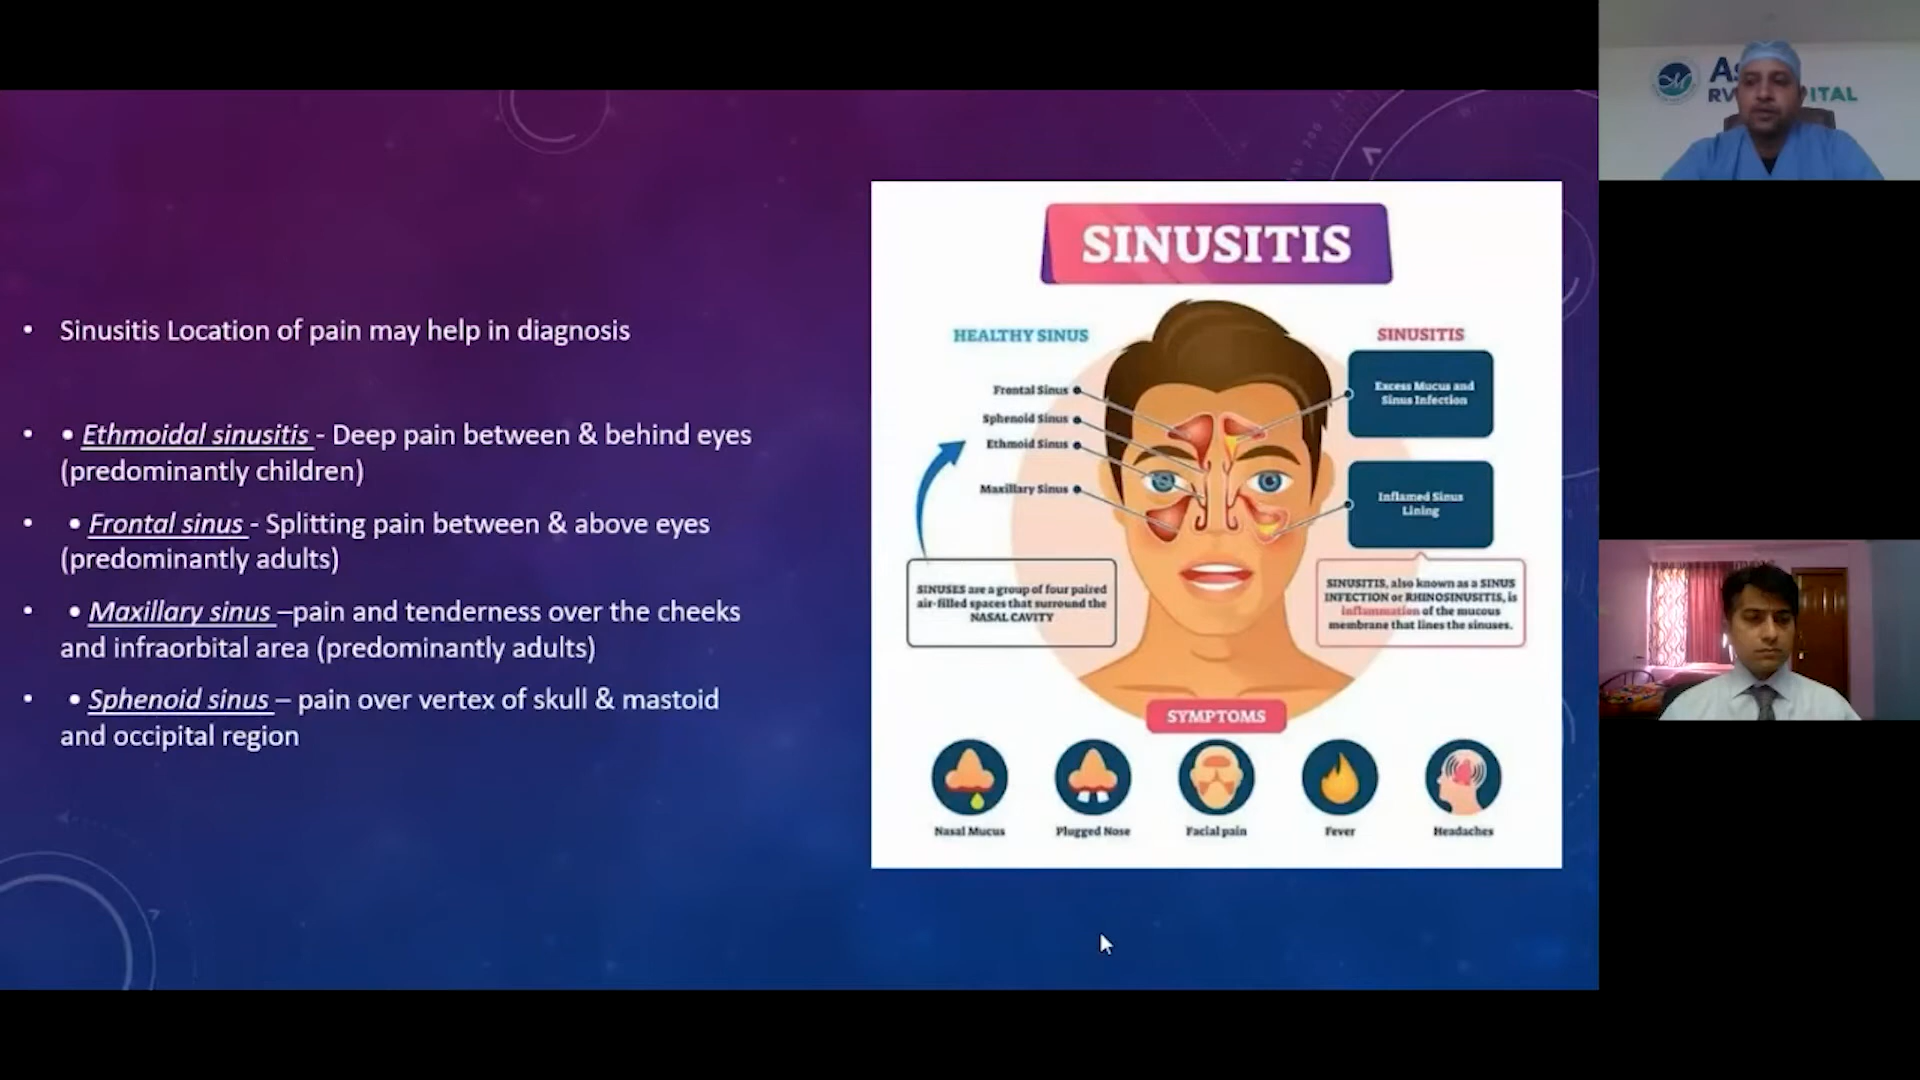 • Sinusitis Location of pain may help in diagnosis
• • Ethmoidal sinusitis - Deep pain between & behind eyes
(predominantly children)
• • Frontal sinus - Splitting pain between & above eyes
(predominantly adults)
• • Maxillary sinus –pain and tenderness over the cheeks
and infraorbital area (predominantly adults)
• • Sphenoid sinus – pain over vertex of skull & mastoid
and occipital region
SINUSITIS
HEALTHY SINUS
Frontal Sinus
Sphenoid Sinus
Ethmoid Sinus
Maxillary Sinus
SINUSES are a group of four paired
air-filled spaces that surround the
NASAL CAVITY
SINUSITIS
Excess Mucus and
Sinus Infection
Inflamed Sinus
Lining
SINUSITIS, also known as a SINUS
INFECTION or RHINOSINUSITIS, is
inflammation of the mucous
membrane that lines the sinuses.
SYMPTOMS
Nasal Mucus
Plugged Nose
Facial pain
Fever
Headaches